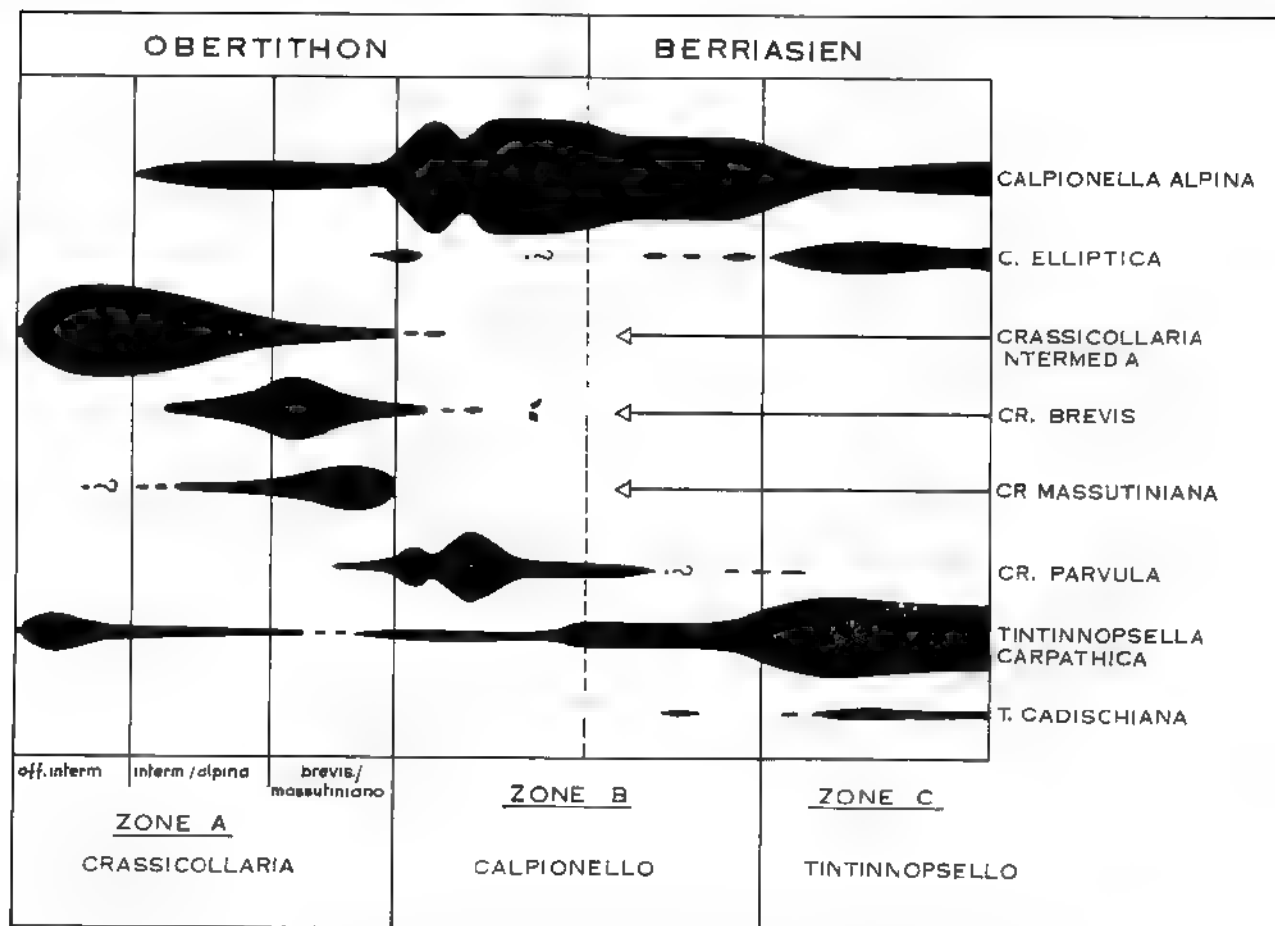 OBERTITHON
BERRIASIEN
CALPIONELLA ALPINA
?
C. ELLIPTICA
CRASSICOLLARIA
NTERMED A
CR. BREVIS
?
CR MASSUTINIANA
?
CR. PARVULA
TINTINNOPSELLA
CARPATHICA
T. CADISCHIANA
aff. interm
interm / alpina
brevis/
massutiniano
ZONE A
ZONE B
ZONE C
CRASSICOLLARIA
CALPIONELLO
TINTINNOPSELLO